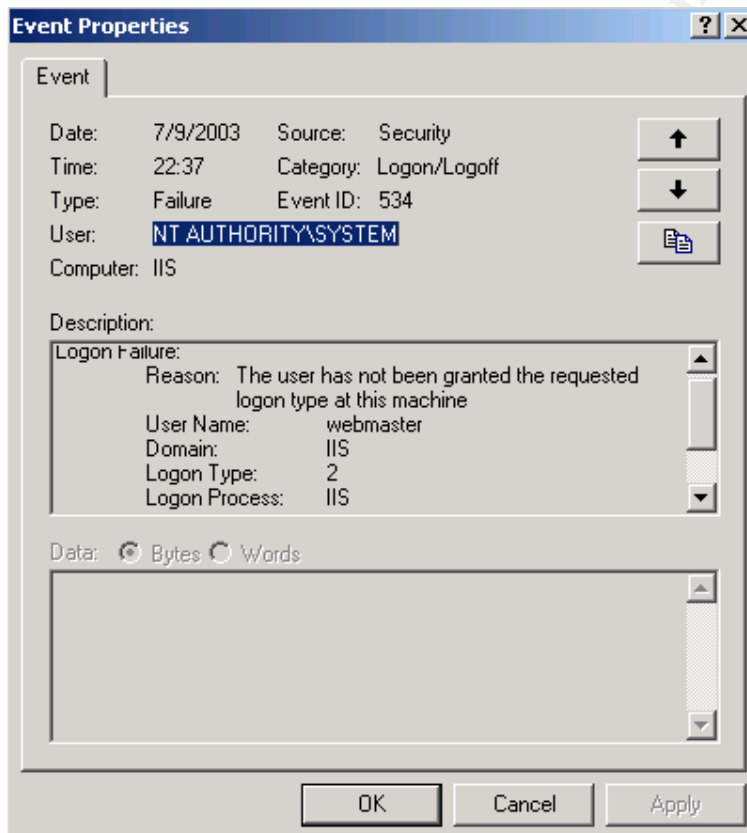 Event Properties
Event
Date: 7/9/2003 Source: Security
Time: 22:37 Category: Logon/Logoff
Type: Failure Event ID: 534
User: NT AUTHORITY\SYSTEM
Computer: IIS
Description:
Logon Failure:
Reason: The user has not been granted the requested
logon type at this machine
User Name: webmaster
Domain: IIS
Logon Type: 2
Logon Process: IIS
Data: Bytes Words
OK Cancel Apply